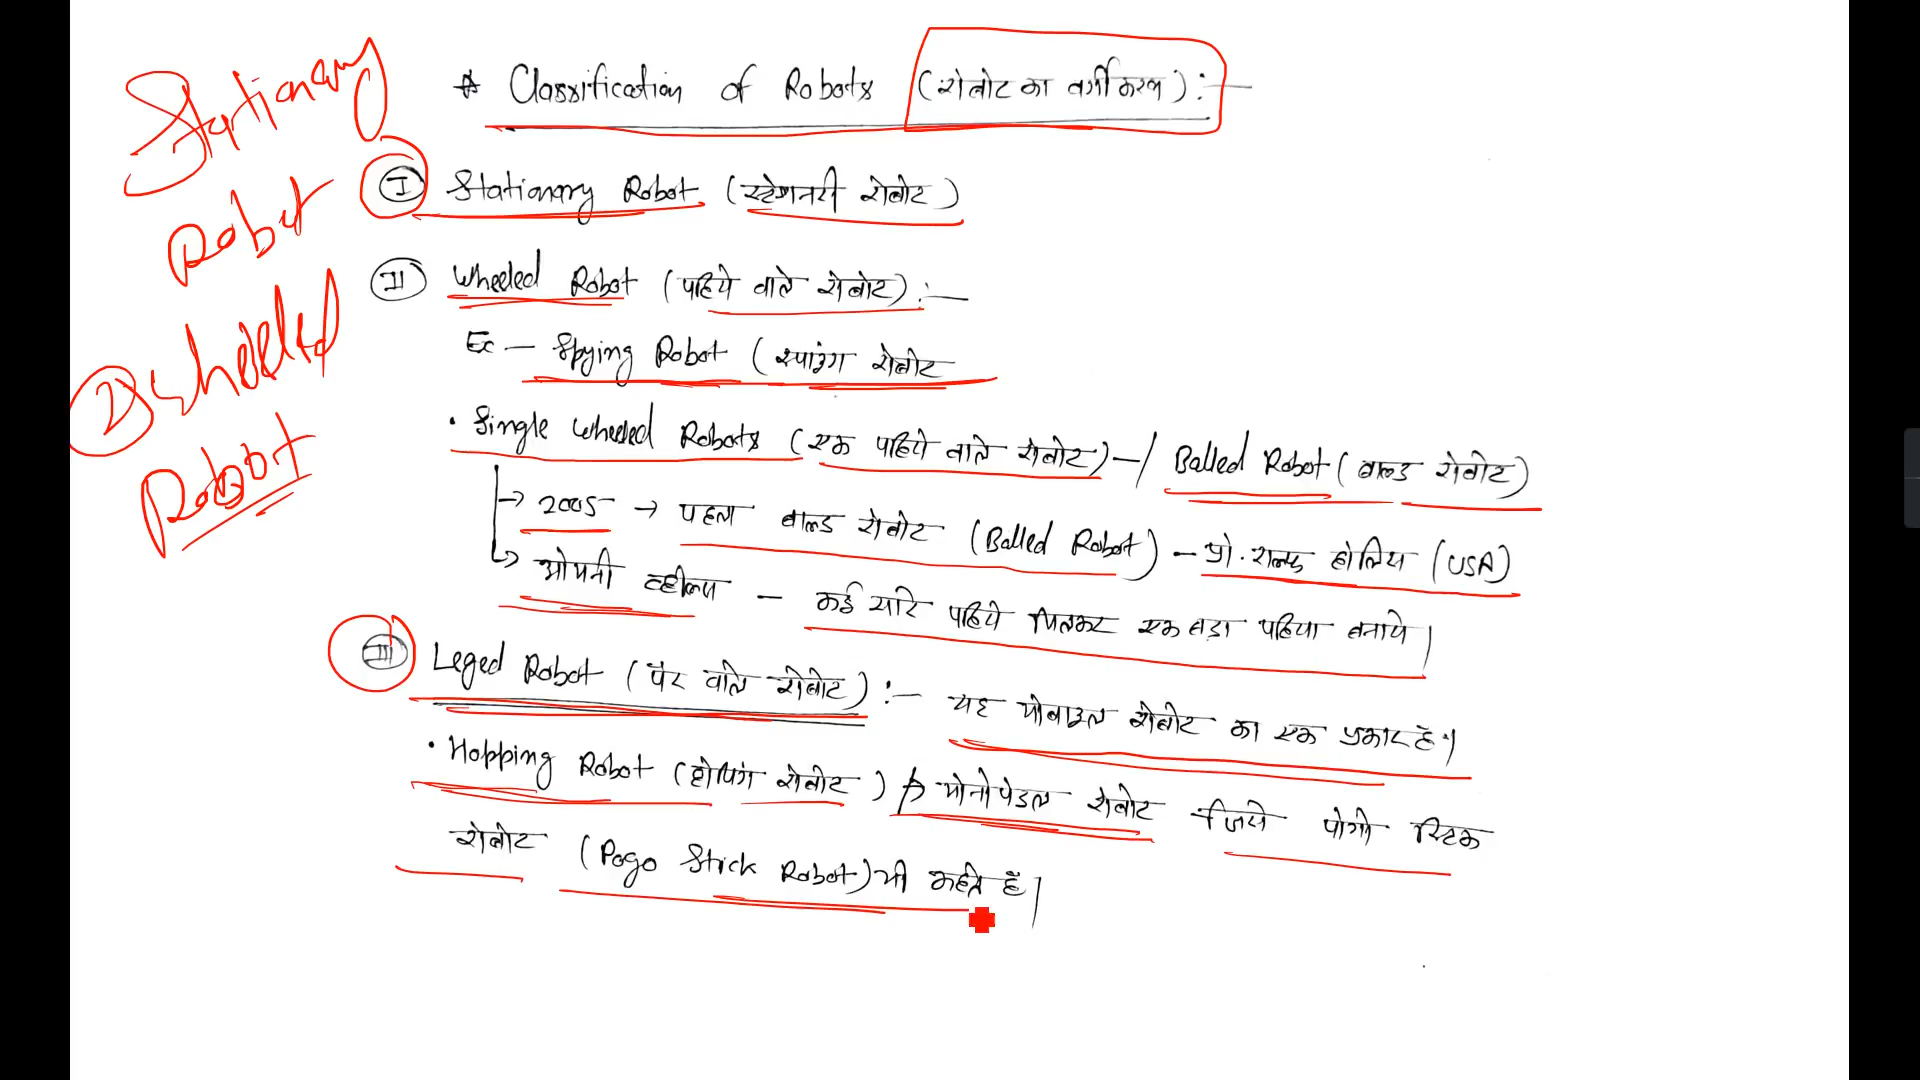 Stationary
Robot
2) wheeled
Robot
* Classification of Robots (रोबोट का वर्गीकरण) :—
I Stationary Robot (स्टेशनरी रोबोट)
II Wheeled Robot (पहिये वाले रोबोट) :—
Ex — Spying Robot (स्पाइंग रोबोट
• Single Wheeled Robots (एक पहिये वाले रोबोट) — / Balled Robot (बाल्ड रोबोट)
→ 2005 → पहला बाल्ड रोबोट (Balled Robot) – प्रो. राल्फ होलिस (USA)
→ ओमनी व्हील्स – कई सारे पहिये मिलकर एक बड़ा पहिया बनाये।
III Leged Robot (पैर वाले रोबोट) :— यह मोबाइल रोबोट का एक प्रकार है।
• Hopping Robot (होपिंग रोबोट) / मोनोपेडल रोबोट – जिसे पोगो स्टिक
रोबोट (Pogo Stick Robot) भी कहते हैं।